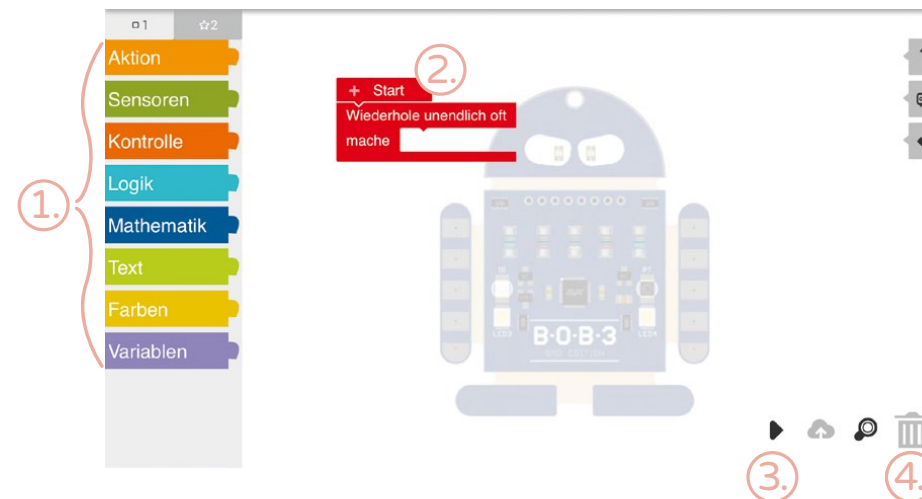 1
2
Aktion
Sensoren
Kontrolle
Logik
Mathematik
Text
Farben
Variablen
1.
2.
+ Start
Wiederhole unendlich oft
mache
B·O·B·3
LED3
LED4
3.
4.